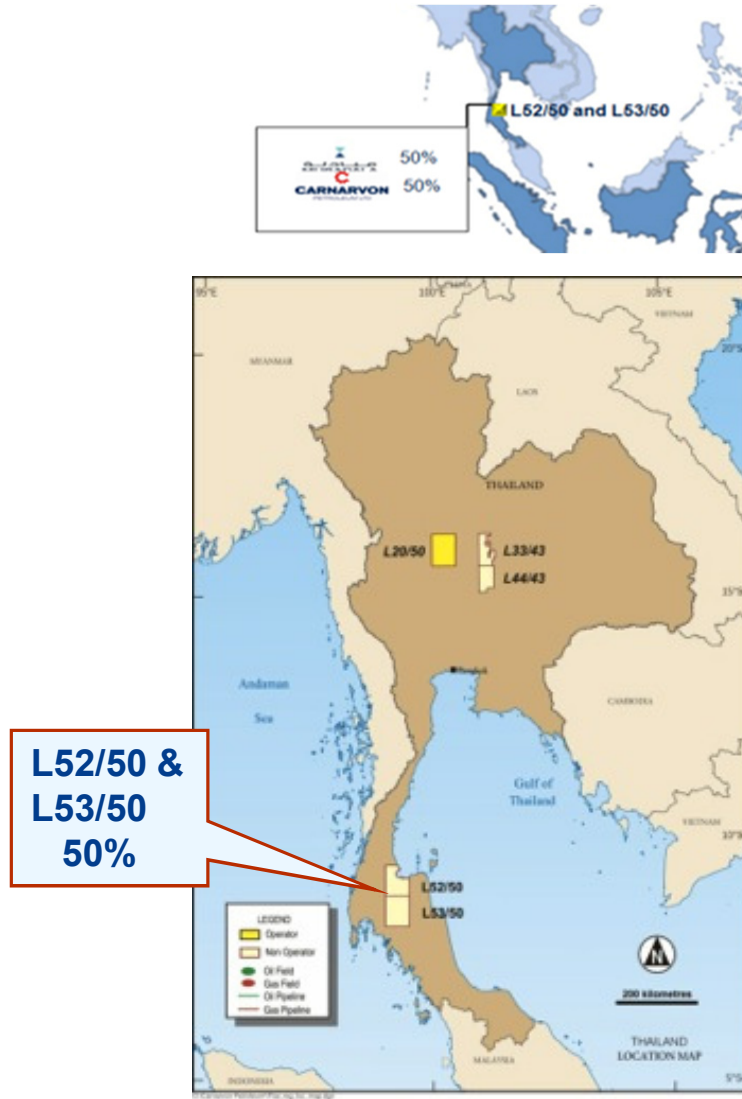 L52/50 and L53/50
50%
CARNARVON
50%
95°E
100°E
105°E
VIETNAM
20°
MYANMAR
LAOS
THAILAND
L20/50
L33/43
L44/43
15°
Bangkok
Andaman
Sea
CAMBODIA
L52/50 &
L53/50
50%
Gulf of
Thailand
VIETNAM
10°
L52/50
L53/50
LEGEND
Operator
Non Operator
Oil Field
Gas Field
Oil Pipeline
Gas Pipeline
N
200 kilometres
THAILAND
LOCATION MAP
MALAYSIA
INDONESIA
5°